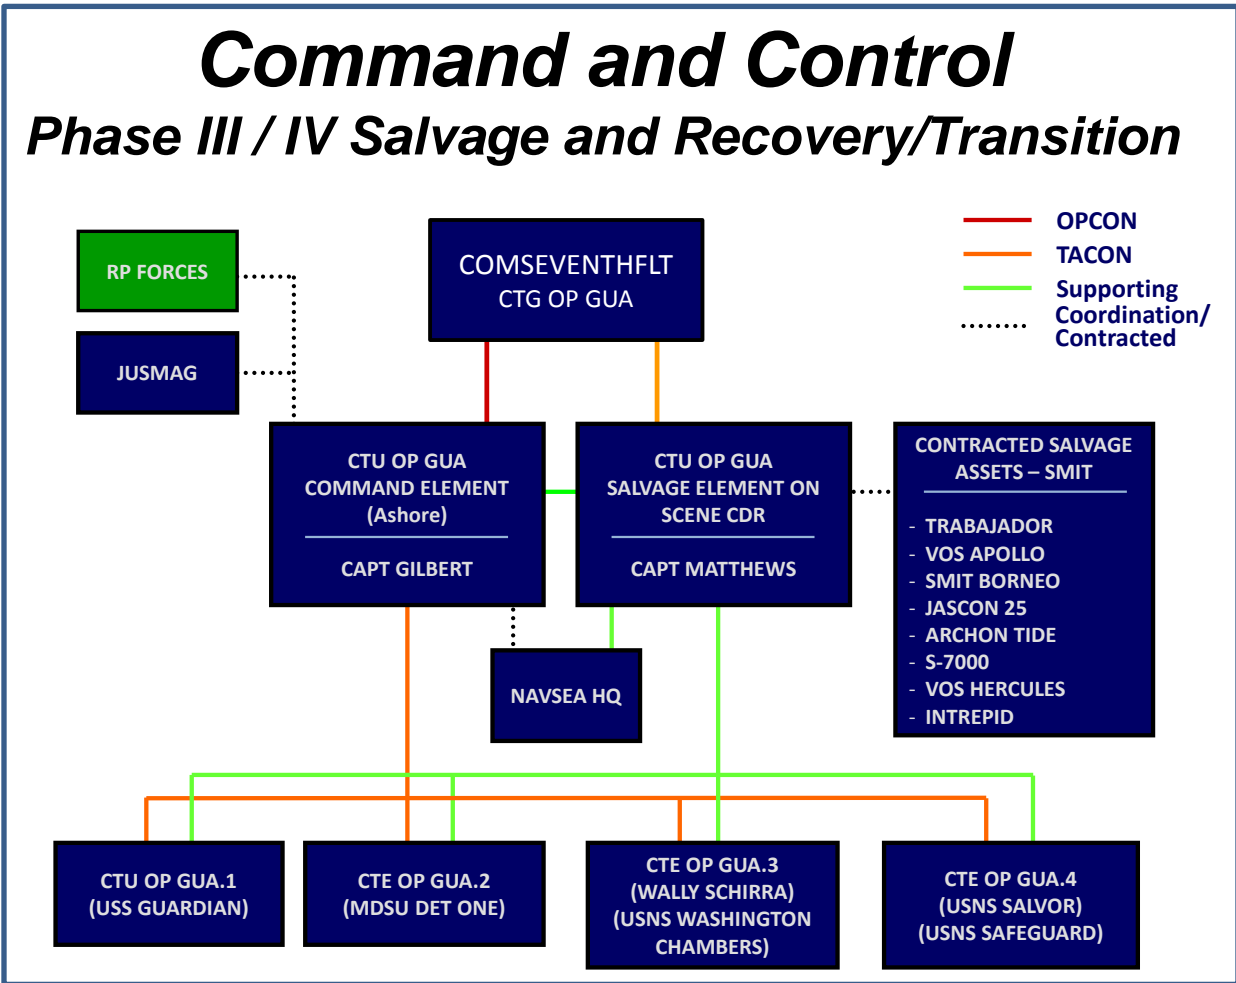 Command and Control
Phase III / IV Salvage and Recovery/Transition
OPCON
TACON
Supporting
Coordination/
Contracted
RP FORCES
JUSMAG
COMSEVENTHFLT
CTG OP GUA
CTU OP GUA
COMMAND ELEMENT
(Ashore)
CAPT GILBERT
CTU OP GUA
SALVAGE ELEMENT ON
SCENE CDR
CAPT MATTHEWS
CONTRACTED SALVAGE
ASSETS – SMIT
- TRABAJADOR
- VOS APOLLO
- SMIT BORNEO
- JASCON 25
- ARCHON TIDE
- S-7000
- VOS HERCULES
- INTREPID
NAVSEA HQ
CTU OP GUA.1
(USS GUARDIAN)
CTE OP GUA.2
(MDSU DET ONE)
CTE OP GUA.3
(WALLY SCHIRRA)
(USNS WASHINGTON
CHAMBERS)
CTE OP GUA.4
(USNS SALVOR)
(USNS SAFEGUARD)